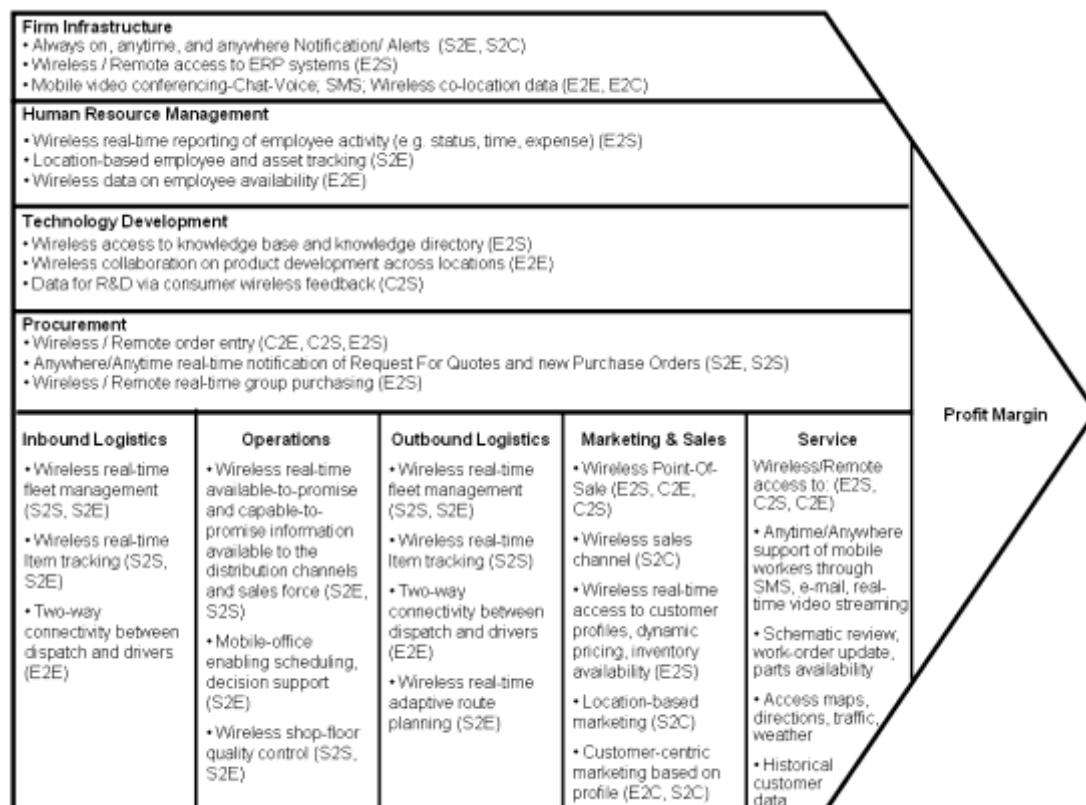 Firm Infrastructure
• Always on, anytime, and anywhere Notification/ Alerts (S2E, S2C)
• Wireless / Remote access to ERP systems (E2S)
• Mobile video conferencing-Chat-Voice; SMS; Wireless co-location data (E2E, E2C)
Human Resource Management
• Wireless real-time reporting of employee activity (e.g. status, time, expense) (E2S)
• Location-based employee and asset tracking (S2E)
• Wireless data on employee availability (E2E)
Technology Development
• Wireless access to knowledge base and knowledge directory (E2S)
• Wireless collaboration on product development across locations (E2E)
• Data for R&D via consumer wireless feedback (C2S)
Procurement
• Wireless / Remote order entry (C2E, C2S, E2S)
• Anywhere/Anytime real-time notification of Request For Quotes and new Purchase Orders (S2E, S2S)
• Wireless / Remote real-time group purchasing (E2S)
Inbound Logistics
• Wireless real-time
fleet management
(S2S, S2E)
• Wireless real-time
Item tracking (S2S,
S2E)
• Two-way
connectivity between
dispatch and drivers
(E2E)
Operations
• Wireless real-time
available-to-promise
and capable-to-
promise information
available to the
distribution channels
and sales force (S2E,
S2S)
• Mobile-office
enabling scheduling,
decision support
(S2E)
• Wireless shop-floor
quality control (S2S,
S2E)
Outbound Logistics
• Wireless real-time
fleet management
(S2S, S2E)
• Wireless real-time
Item tracking (S2S)
• Two-way
connectivity between
dispatch and drivers
(E2E)
• Wireless real-time
adaptive route
planning (S2E)
Marketing & Sales
• Wireless Point-Of-
Sale (E2S, C2E,
C2S)
• Wireless sales
channel (S2C)
• Wireless real-time
access to customer
profiles, dynamic
pricing, inventory
availability (E2S)
• Location-based
marketing (S2C)
• Customer-centric
marketing based on
profile (E2C, S2C)
Service
Wireless/Remote
access to: (E2S,
C2S, C2E)
• Anytime/Anywhere
support of mobile
workers through
SMS, e-mail, real-
time video streaming
• Schematic review,
work-order update,
parts availability
• Access maps,
directions, traffic,
weather
• Historical
customer
data
Profit Margin